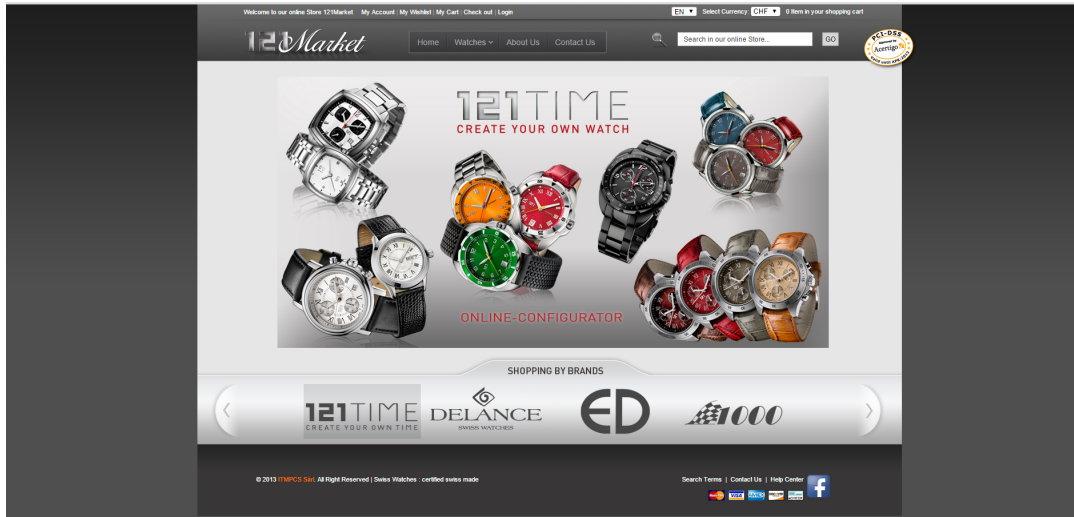 Welcome to our online Store 121Market My Account | My Wishlist | My Cart | Check out | Login
EN Select Currency: CHF 0 Item in your shopping cart
121Market
Home Watches About Us Contact Us
Search in our online Store... GO
PCI-DSS
Approved by
Acertigo
121TIME
CREATE YOUR OWN WATCH
ONLINE-CONFIGURATOR
SHOPPING BY BRANDS
121TIME
CREATE YOUR OWN TIME
DELANCE
SWISS WATCHES
ED
1000
© 2013 ITMPCS Sàrl. All Right Reserved | Swiss Watches : certified swiss made
Search Terms | Contact Us | Help Center
VISA